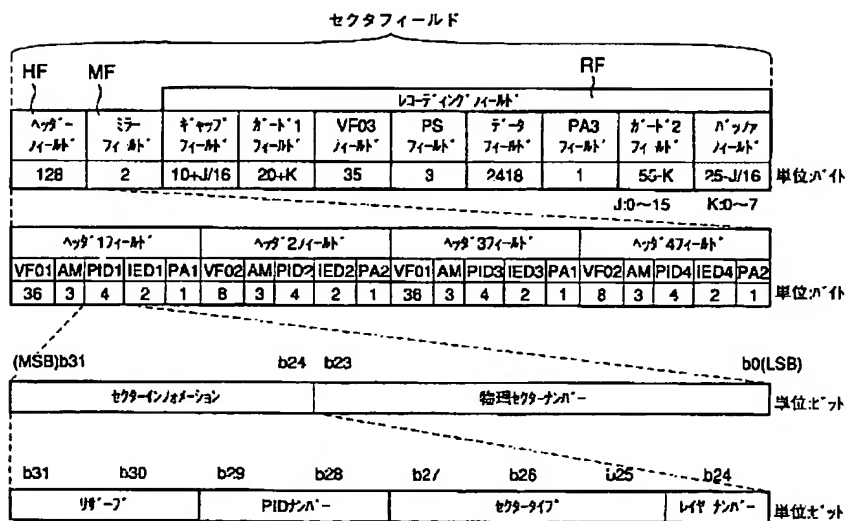 セクタフィールド
HF MF RF
レコーディングフィールド
ヘッダーフィールド ミラーフィールド ギャップフィールド ガード1フィールド VF03フィールド PSフィールド データフィールド PA3フィールド ガード2フィールド バッファフィールド
128 2 10+J/16 20+K 35 3 2418 1 55-K 25-J/16 単位:バイト
J:0~15 K:0~7
ヘッダ1フィールド ヘッダ2フィールド ヘッダ3フィールド ヘッダ4フィールド
VF01 AM PID1 IED1 PA1 VF02 AM PID2 IED2 PA2 VF01 AM PID3 IED3 PA1 VF02 AM PID4 IED4 PA2
36 3 4 2 1 8 3 4 2 1 36 3 4 2 1 8 3 4 2 1 単位:バイト
(MSB)b31 b24 b23 b0(LSB)
セクターインフォメーション 物理セクターナンバー 単位:ビット
b31 b30 b29 b28 b27 b26 b25 b24
リザーブ PIDナンバー セクタータイプ レイヤナンバー 単位:ビット